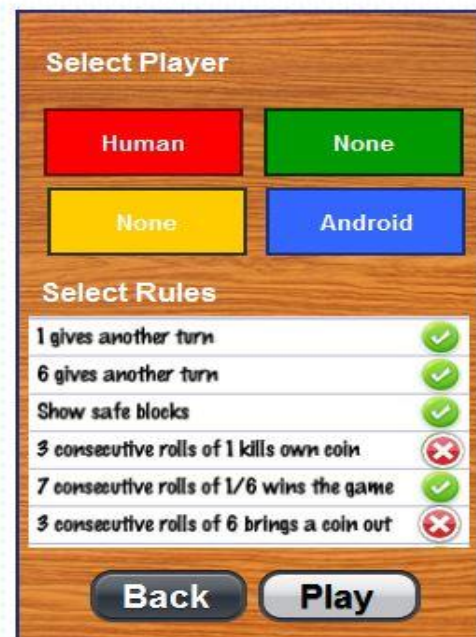 Select Player
Human None
None Android
Select Rules
1 gives another turn
6 gives another turn
Show safe blocks
3 consecutive rolls of 1 kills own coin
7 consecutive rolls of 1/6 wins the game
3 consecutive rolls of 6 brings a coin out
Back Play